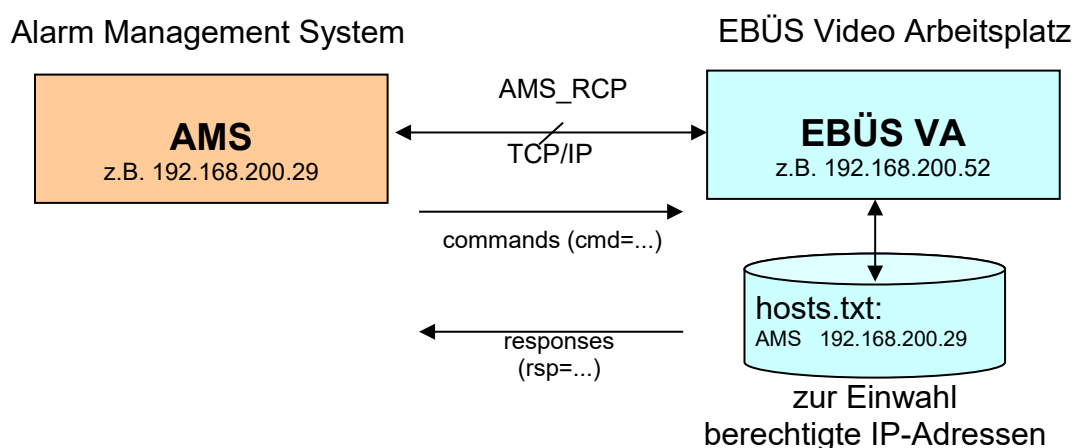 Alarm Management System
EBÜS Video Arbeitsplatz
AMS
z.B. 192.168.200.29
AMS_RCP
TCP/IP
EBÜS VA
z.B. 192.168.200.52
commands (cmd=...)
responses
(rsp=...)
hosts.txt:
AMS 192.168.200.29
zur Einwahl
berechtigte IP-Adressen